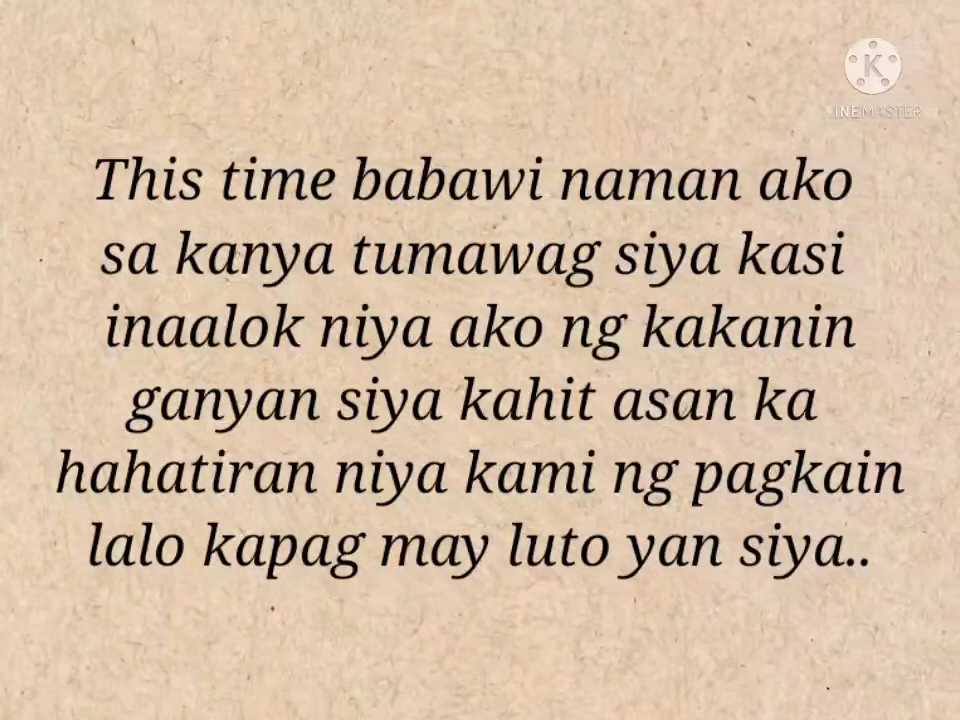 KINEMASTER
This time babawi naman ako
sa kanya tumawag siya kasi
inaalok niya ako ng kakanin
ganyan siya kahit asan ka
hahatiran niya kami ng pagkain
lalo kapag may luto yan siya..